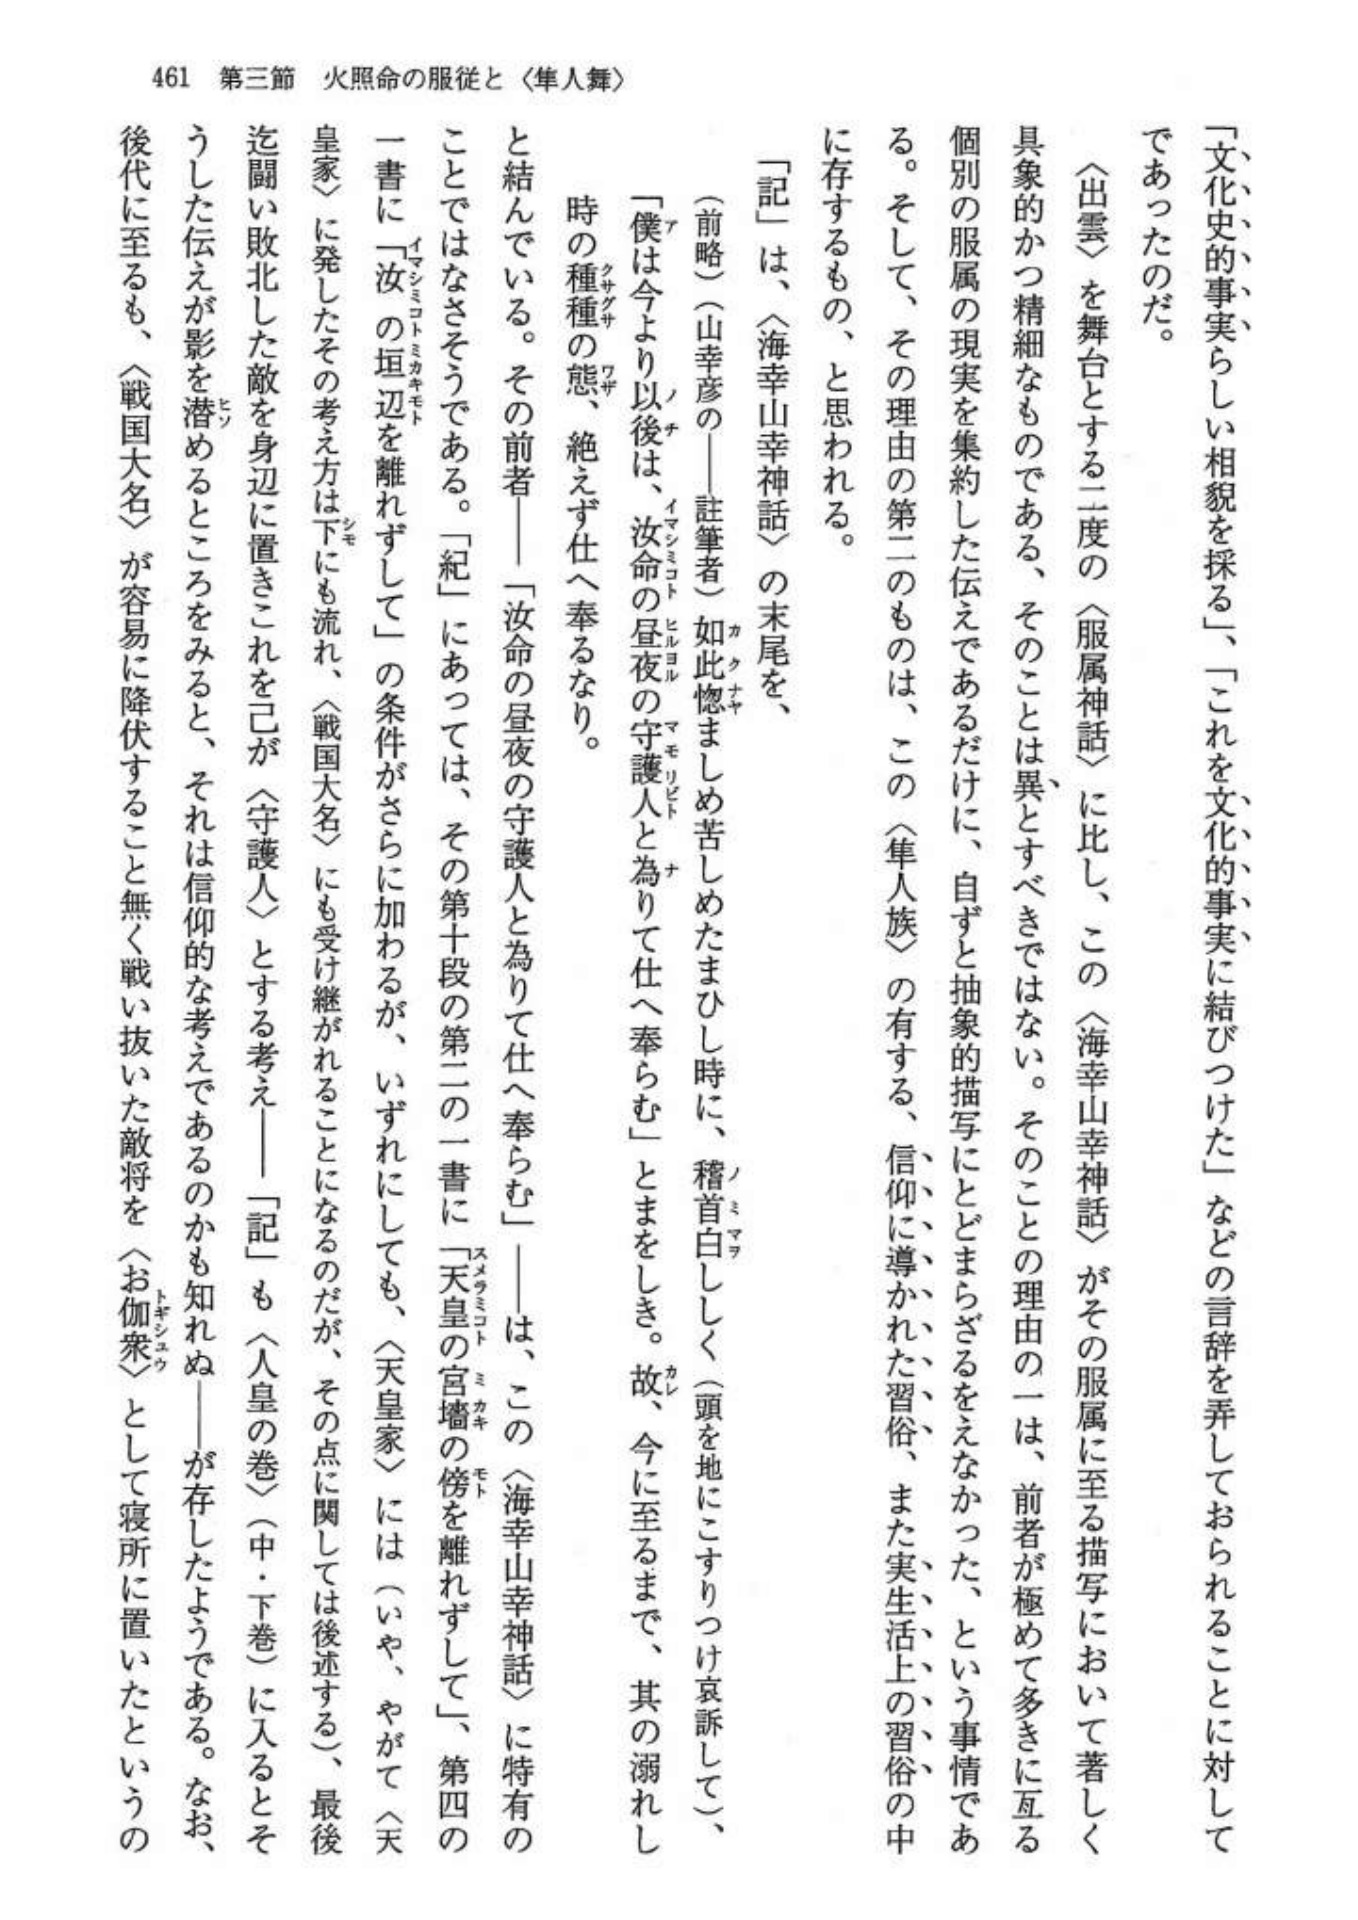 461　第三節　火照命の服従と〈隼人舞〉
「文化史的事実らしい相貌を採る」、「これを文化的事実に結びつけた」などの言辞を弄しておられることに対して
であったのだ。
〈出雲〉を舞台とする二度の〈服属神話〉に比し、この〈海幸山幸神話〉がその服属に至る描写において著しく
具象的かつ精細なものである、そのことは異とすべきではない。そのことの理由の一は、前者が極めて多きに亙る
個別の服属の現実を集約した伝えであるだけに、自ずと抽象的描写にとどまらざるをえなかった、という事情であ
る。そして、その理由の第二のものは、この〈隼人族〉の有する、信仰に導かれた習俗、また実生活上の習俗の中
に存するもの、と思われる。
「記」は、〈海幸山幸神話〉の末尾を、
（前略）（山幸彦の――註筆者）如此惚ましめ苦しめたまひし時に、稽首白ししく（頭を地にこすりつけ哀訴して）、
「僕は今より以後は、汝命の昼夜の守護人と為りて仕へ奉らむ」とまをしき。故、今に至るまで、其の溺れし
時の種種の態、絶えず仕へ奉るなり。
と結んでいる。その前者――「汝命の昼夜の守護人と為りて仕へ奉らむ」――は、この〈海幸山幸神話〉に特有の
ことではなさそうである。「紀」にあっては、その第十段の第二の一書に「天皇の宮墻の傍を離れずして」、第四の
一書に「汝の垣辺を離れずして」の条件がさらに加わるが、いずれにしても、〈天皇家〉には（いや、やがて〈天
皇家〉に発したその考え方は下にも流れ、〈戦国大名〉にも受け継がれることになるのだが、その点に関しては後述する）、最後
迄闘い敗北した敵を身辺に置きこれを己が〈守護人〉とする考え――「記」も〈人皇の巻〉（中・下巻）に入るとそ
うした伝えが影を潜めるところをみると、それは信仰的な考えであるのかも知れぬ――が存したようである。なお、
後代に至るも、〈戦国大名〉が容易に降伏すること無く戦い抜いた敵将を〈お伽衆〉として寝所に置いたというの